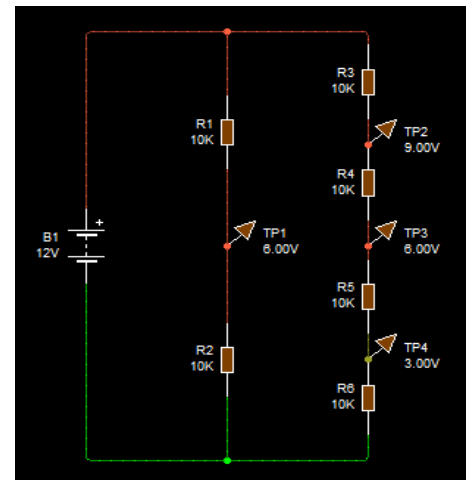 R3
10K
TP2
9.00V
R1
10K
R4
10K
B1
12V
+
TP1
6.00V
TP3
6.00V
R5
10K
R2
10K
TP4
3.00V
R6
10K